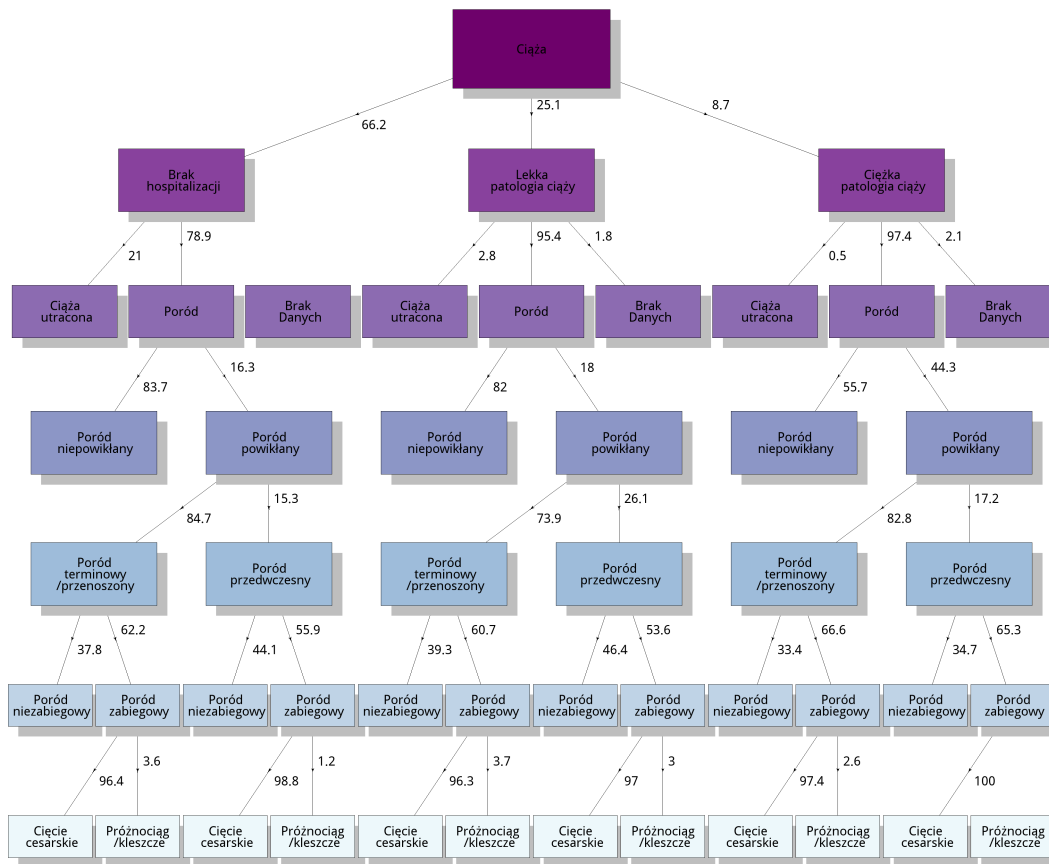 Ciąża
66.2
25.1
8.7
Brak
hospitalizacji
Lekka
patologia ciąży
Ciężka
patologia ciąży
21
78.9
2.8
95.4
1.8
0.5
97.4
2.1
Ciąża
utracona
Poród
Brak
Danych
Ciąża
utracona
Poród
Brak
Danych
Ciąża
utracona
Poród
Brak
Danych
83.7
16.3
82
18
55.7
44.3
Poród
niepowikłany
Poród
powikłany
Poród
niepowikłany
Poród
powikłany
Poród
niepowikłany
Poród
powikłany
84.7
15.3
73.9
26.1
82.8
17.2
Poród
terminowy
/przenoszony
Poród
przedwczesny
Poród
terminowy
/przenoszony
Poród
przedwczesny
Poród
terminowy
/przenoszony
Poród
przedwczesny
37.8
62.2
44.1
55.9
39.3
60.7
46.4
53.6
33.4
66.6
34.7
65.3
Poród
niezabiegowy
Poród
zabiegowy
Poród
niezabiegowy
Poród
zabiegowy
Poród
niezabiegowy
Poród
zabiegowy
Poród
niezabiegowy
Poród
zabiegowy
Poród
niezabiegowy
Poród
zabiegowy
Poród
niezabiegowy
Poród
zabiegowy
96.4
3.6
98.8
1.2
96.3
3.7
97
3
97.4
2.6
100
Cięcie
cesarskie
Próżnociąg
/kleszcze
Cięcie
cesarskie
Próżnociąg
/kleszcze
Cięcie
cesarskie
Próżnociąg
/kleszcze
Cięcie
cesarskie
Próżnociąg
/kleszcze
Cięcie
cesarskie
Próżnociąg
/kleszcze
Cięcie
cesarskie
Próżnociąg
/kleszcze